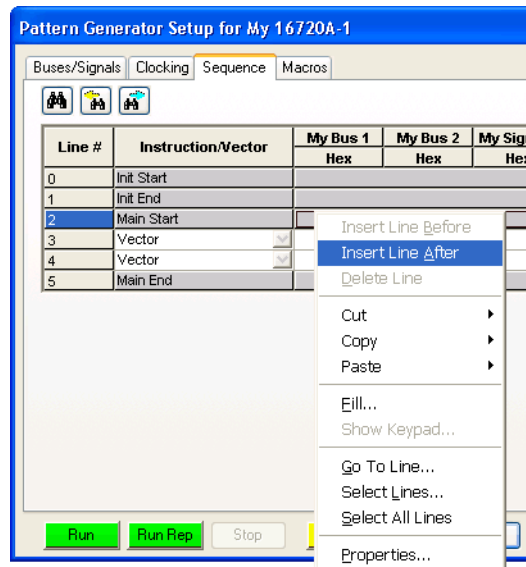 Pattern Generator Setup for My 16720A-1
Buses/Signals Clocking Sequence Macros
Line # Instruction/Vector My Bus 1 My Bus 2 My Sig
Hex Hex He
0 Init Start
1 Init End
2 Main Start
3 Vector
4 Vector
5 Main End
Insert Line Before
Insert Line After
Delete Line
Cut
Copy
Paste
Fill...
Show Keypad...
Go To Line...
Select Lines...
Select All Lines
Properties...
Run Run Rep Stop